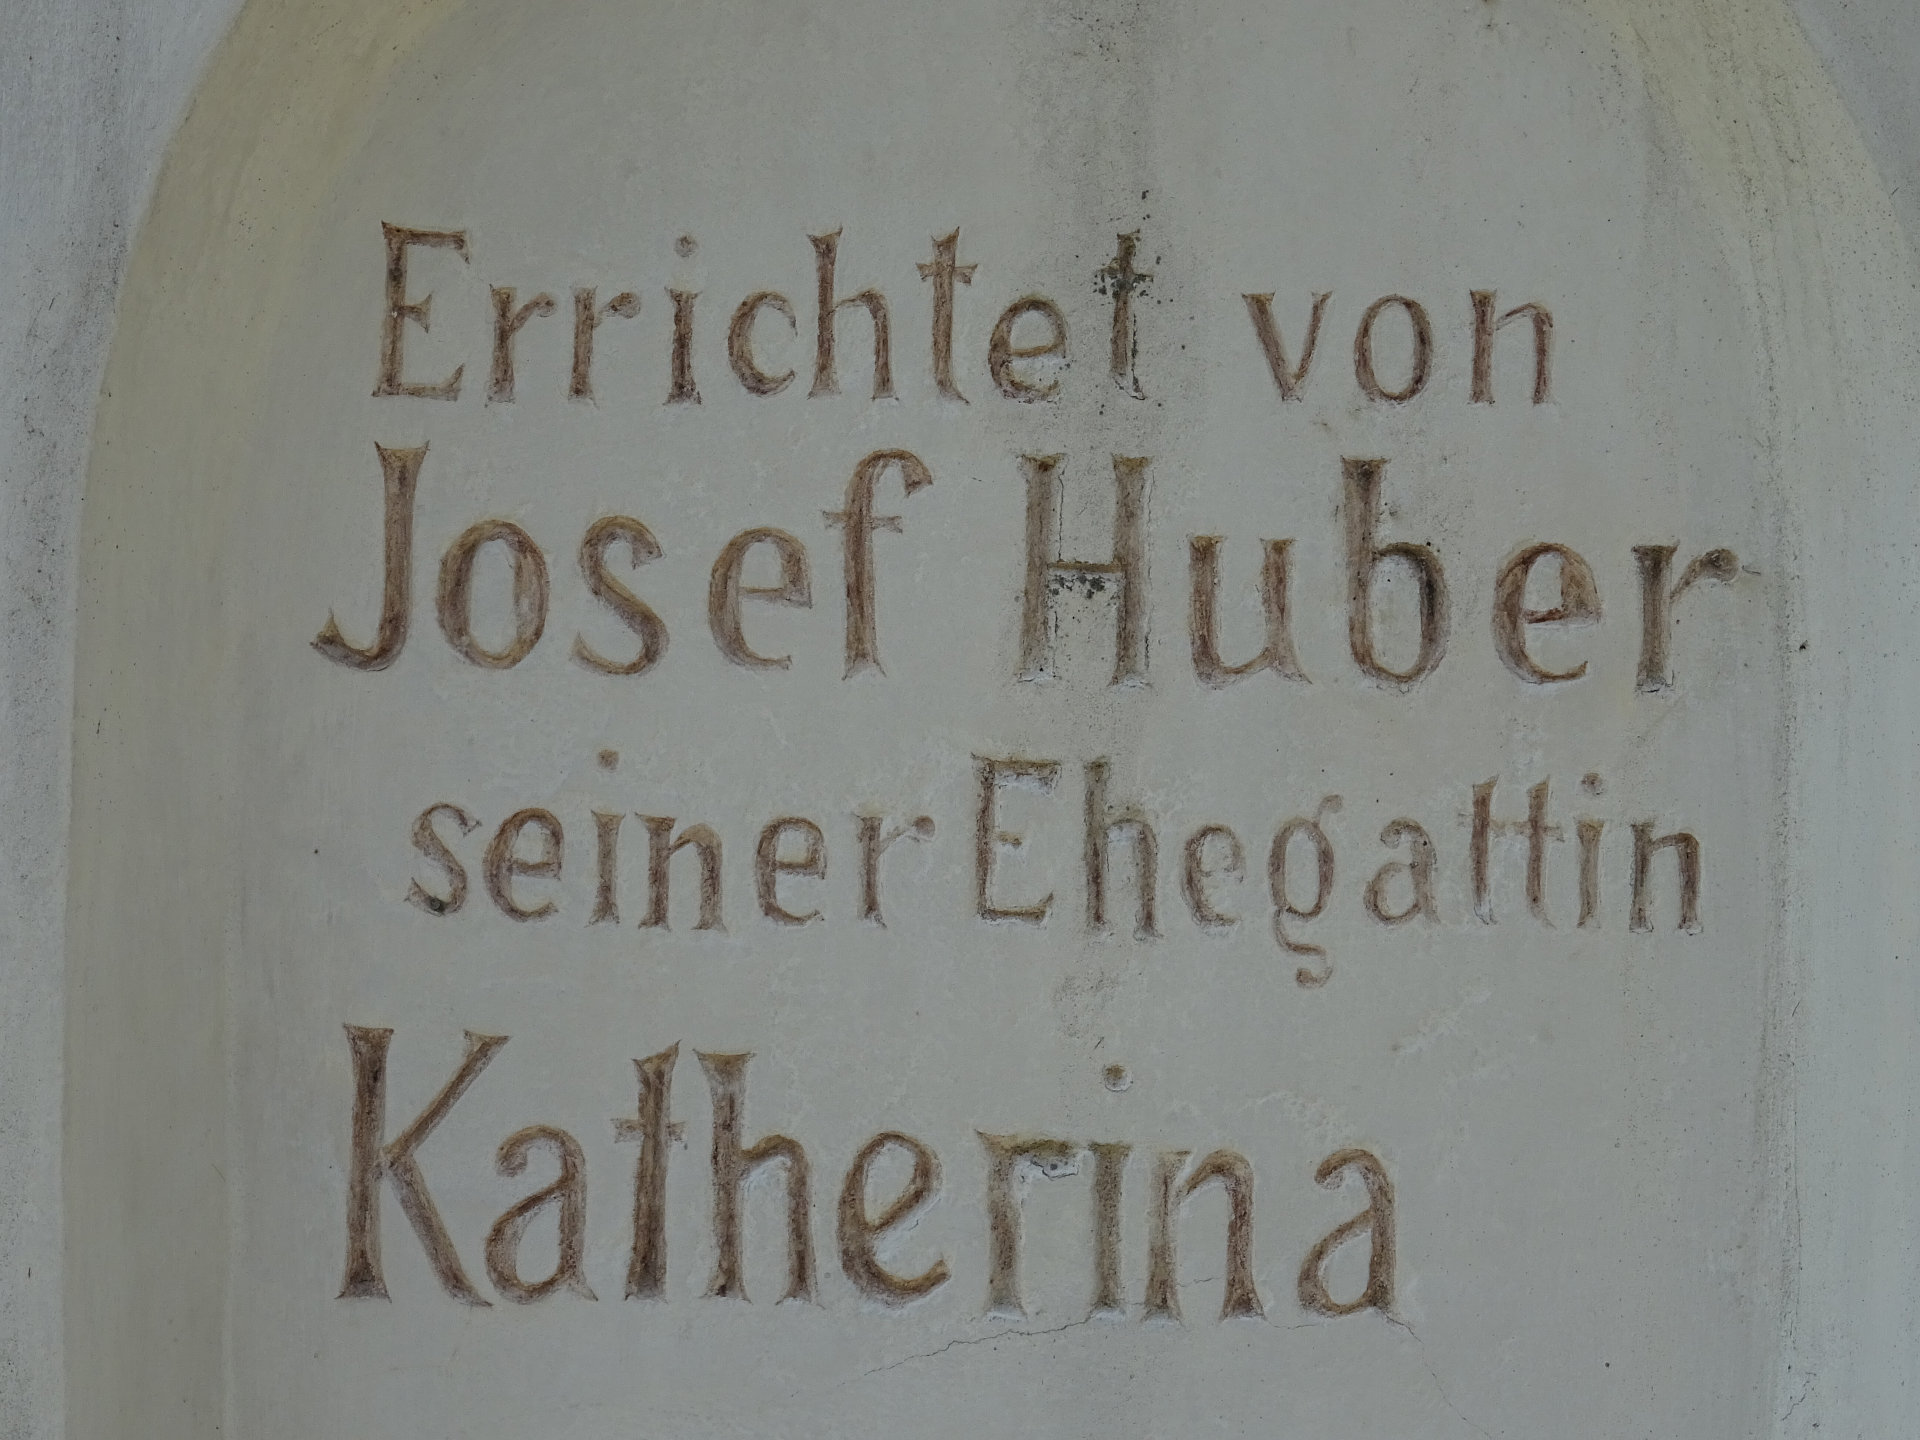 Errichtet von
Josef Huber
seiner Ehegattin
Katherina